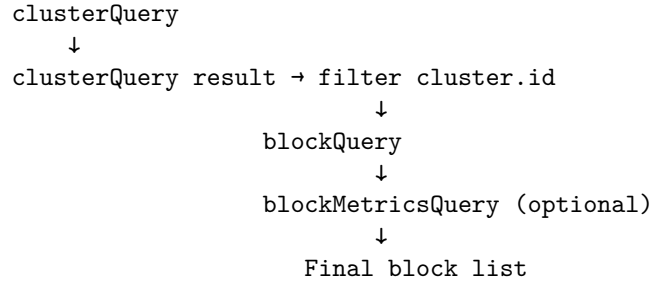 clusterQuery
↓
clusterQuery result → filter cluster.id
↓
blockQuery
↓
blockMetricsQuery (optional)
↓
Final block list